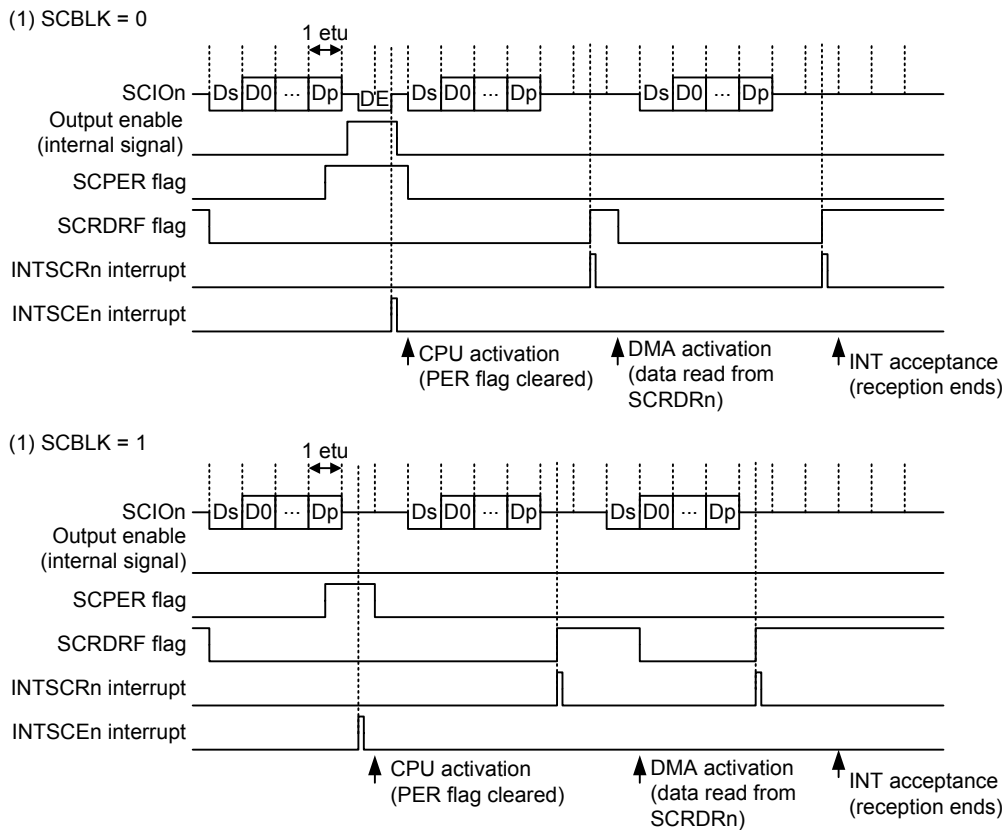 (1) SCBLK = 0
1 etu
SCIOn
Ds D0 ... Dp DE Ds D0 ... Dp Ds D0 ... Dp
Output enable
(internal signal)
SCPER flag
SCRDRF flag
INTSCRn interrupt
INTSCEn interrupt
CPU activation
(PER flag cleared)
DMA activation
(data read from
SCRDRn)
INT acceptance
(reception ends)
(1) SCBLK = 1
1 etu
SCIOn
Ds D0 ... Dp Ds D0 ... Dp Ds D0 ... Dp
Output enable
(internal signal)
SCPER flag
SCRDRF flag
INTSCRn interrupt
INTSCEn interrupt
CPU activation
(PER flag cleared)
DMA activation
(data read from
SCRDRn)
INT acceptance
(reception ends)